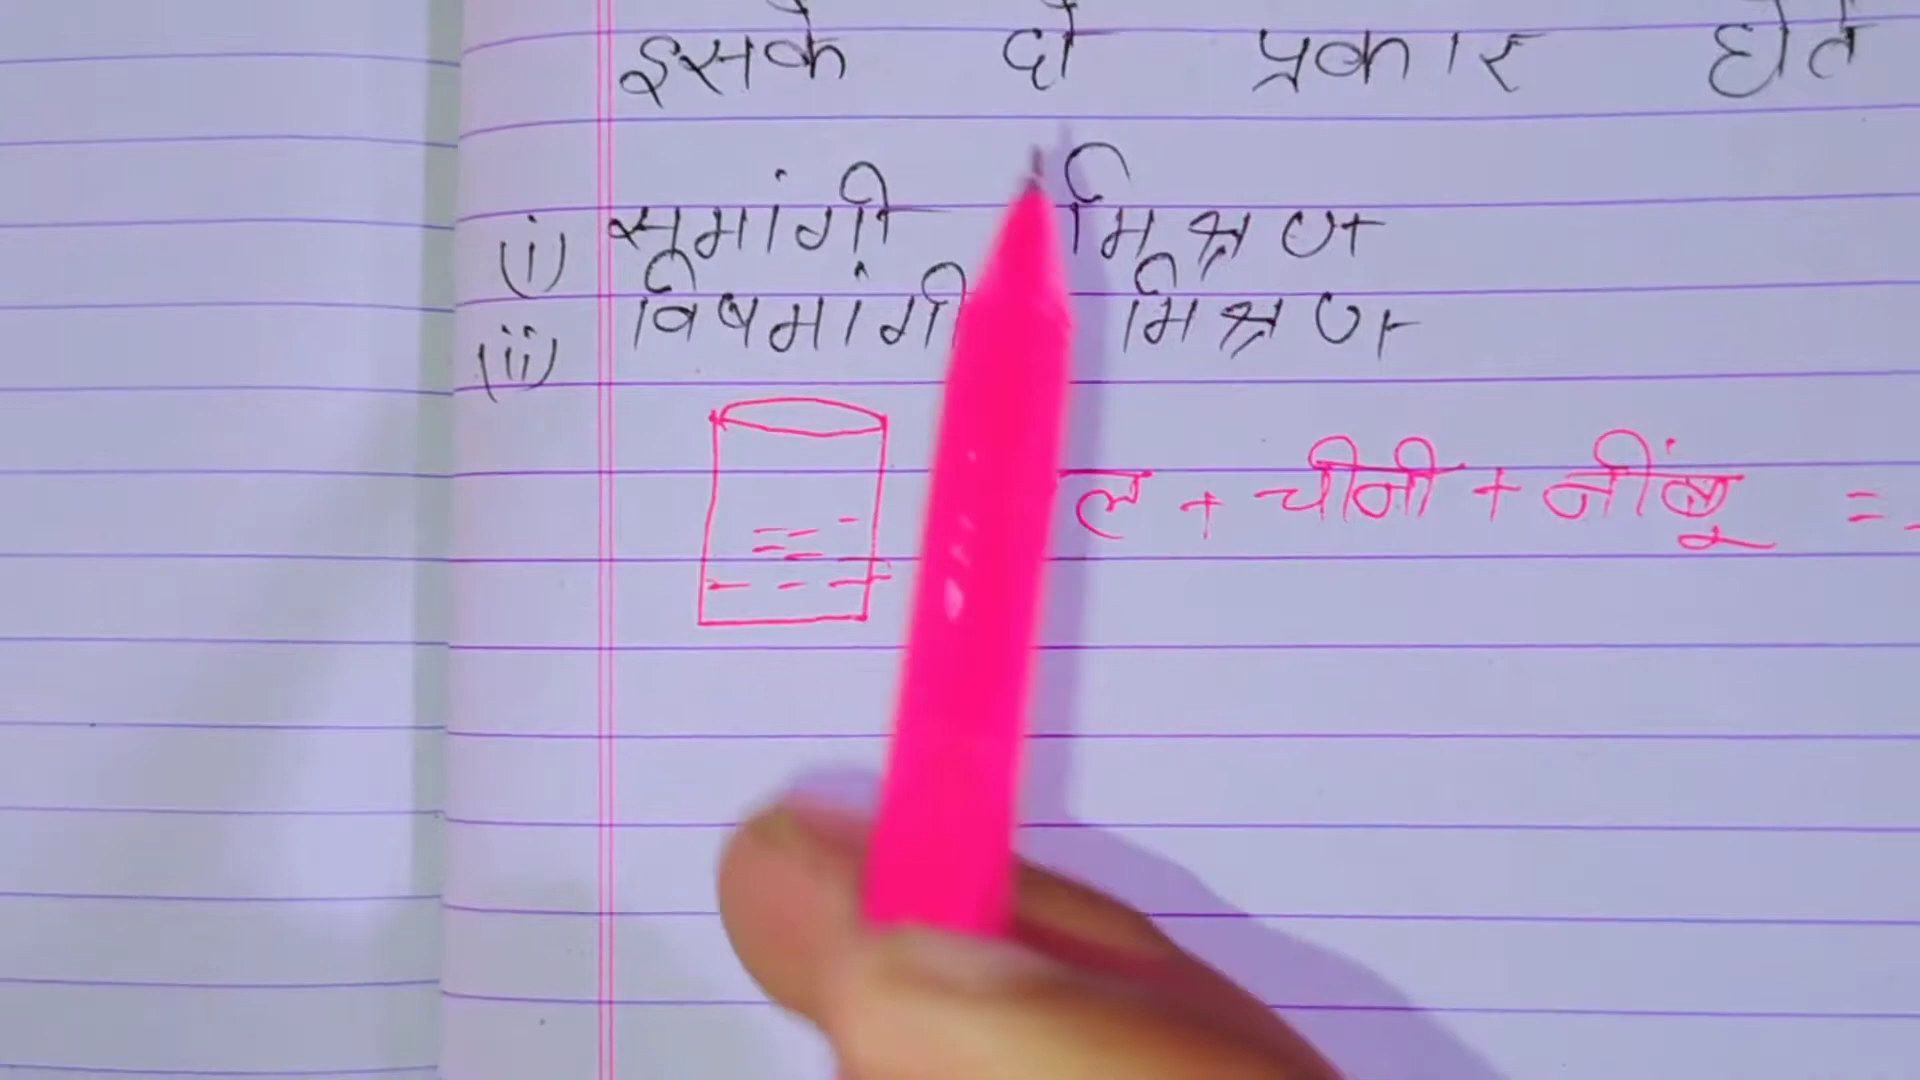 इसके दो प्रकार होते
(i) समांगी मिश्रण
(ii) विषमांगी मिश्रण
ल + चीनी + नींबू =